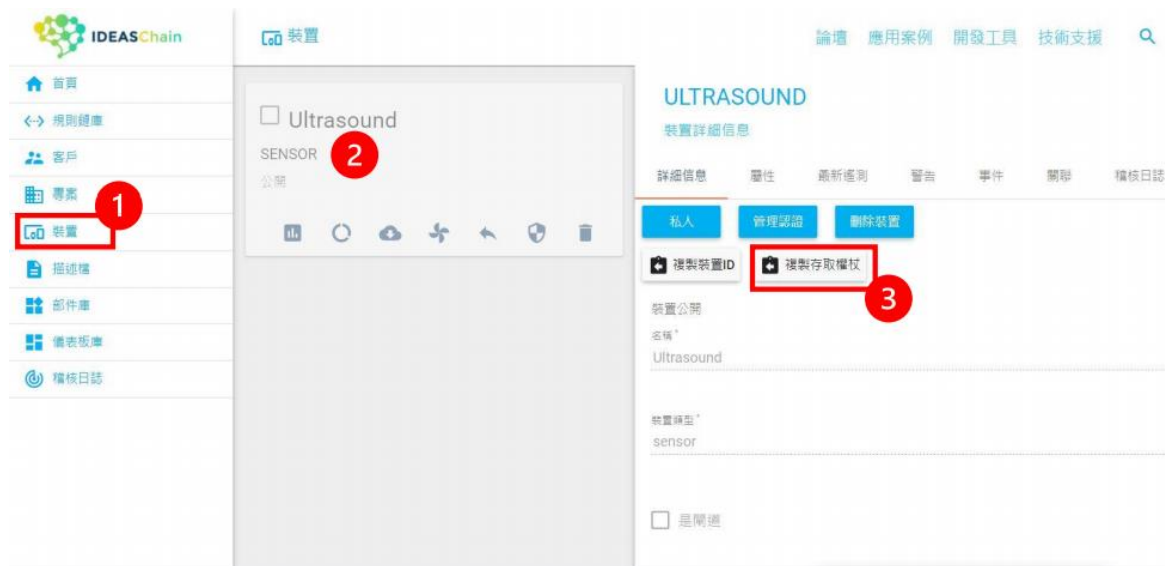 IDEASChain
裝置
論壇 應用案例 開發工具 技術支援
首頁
規則鏈庫
客戶
專案
1
裝置
描述檔
部件庫
儀表板庫
稽核日誌
Ultrasound
SENSOR
2
公開
ULTRASOUND
裝置詳細信息
詳細信息 屬性 最新遙測 警告 事件 關聯 稽核日誌
私人 管理認證 刪除裝置
複製裝置ID 複製存取權杖
3
裝置公開
名稱*
Ultrasound
裝置類型*
sensor
是閘道